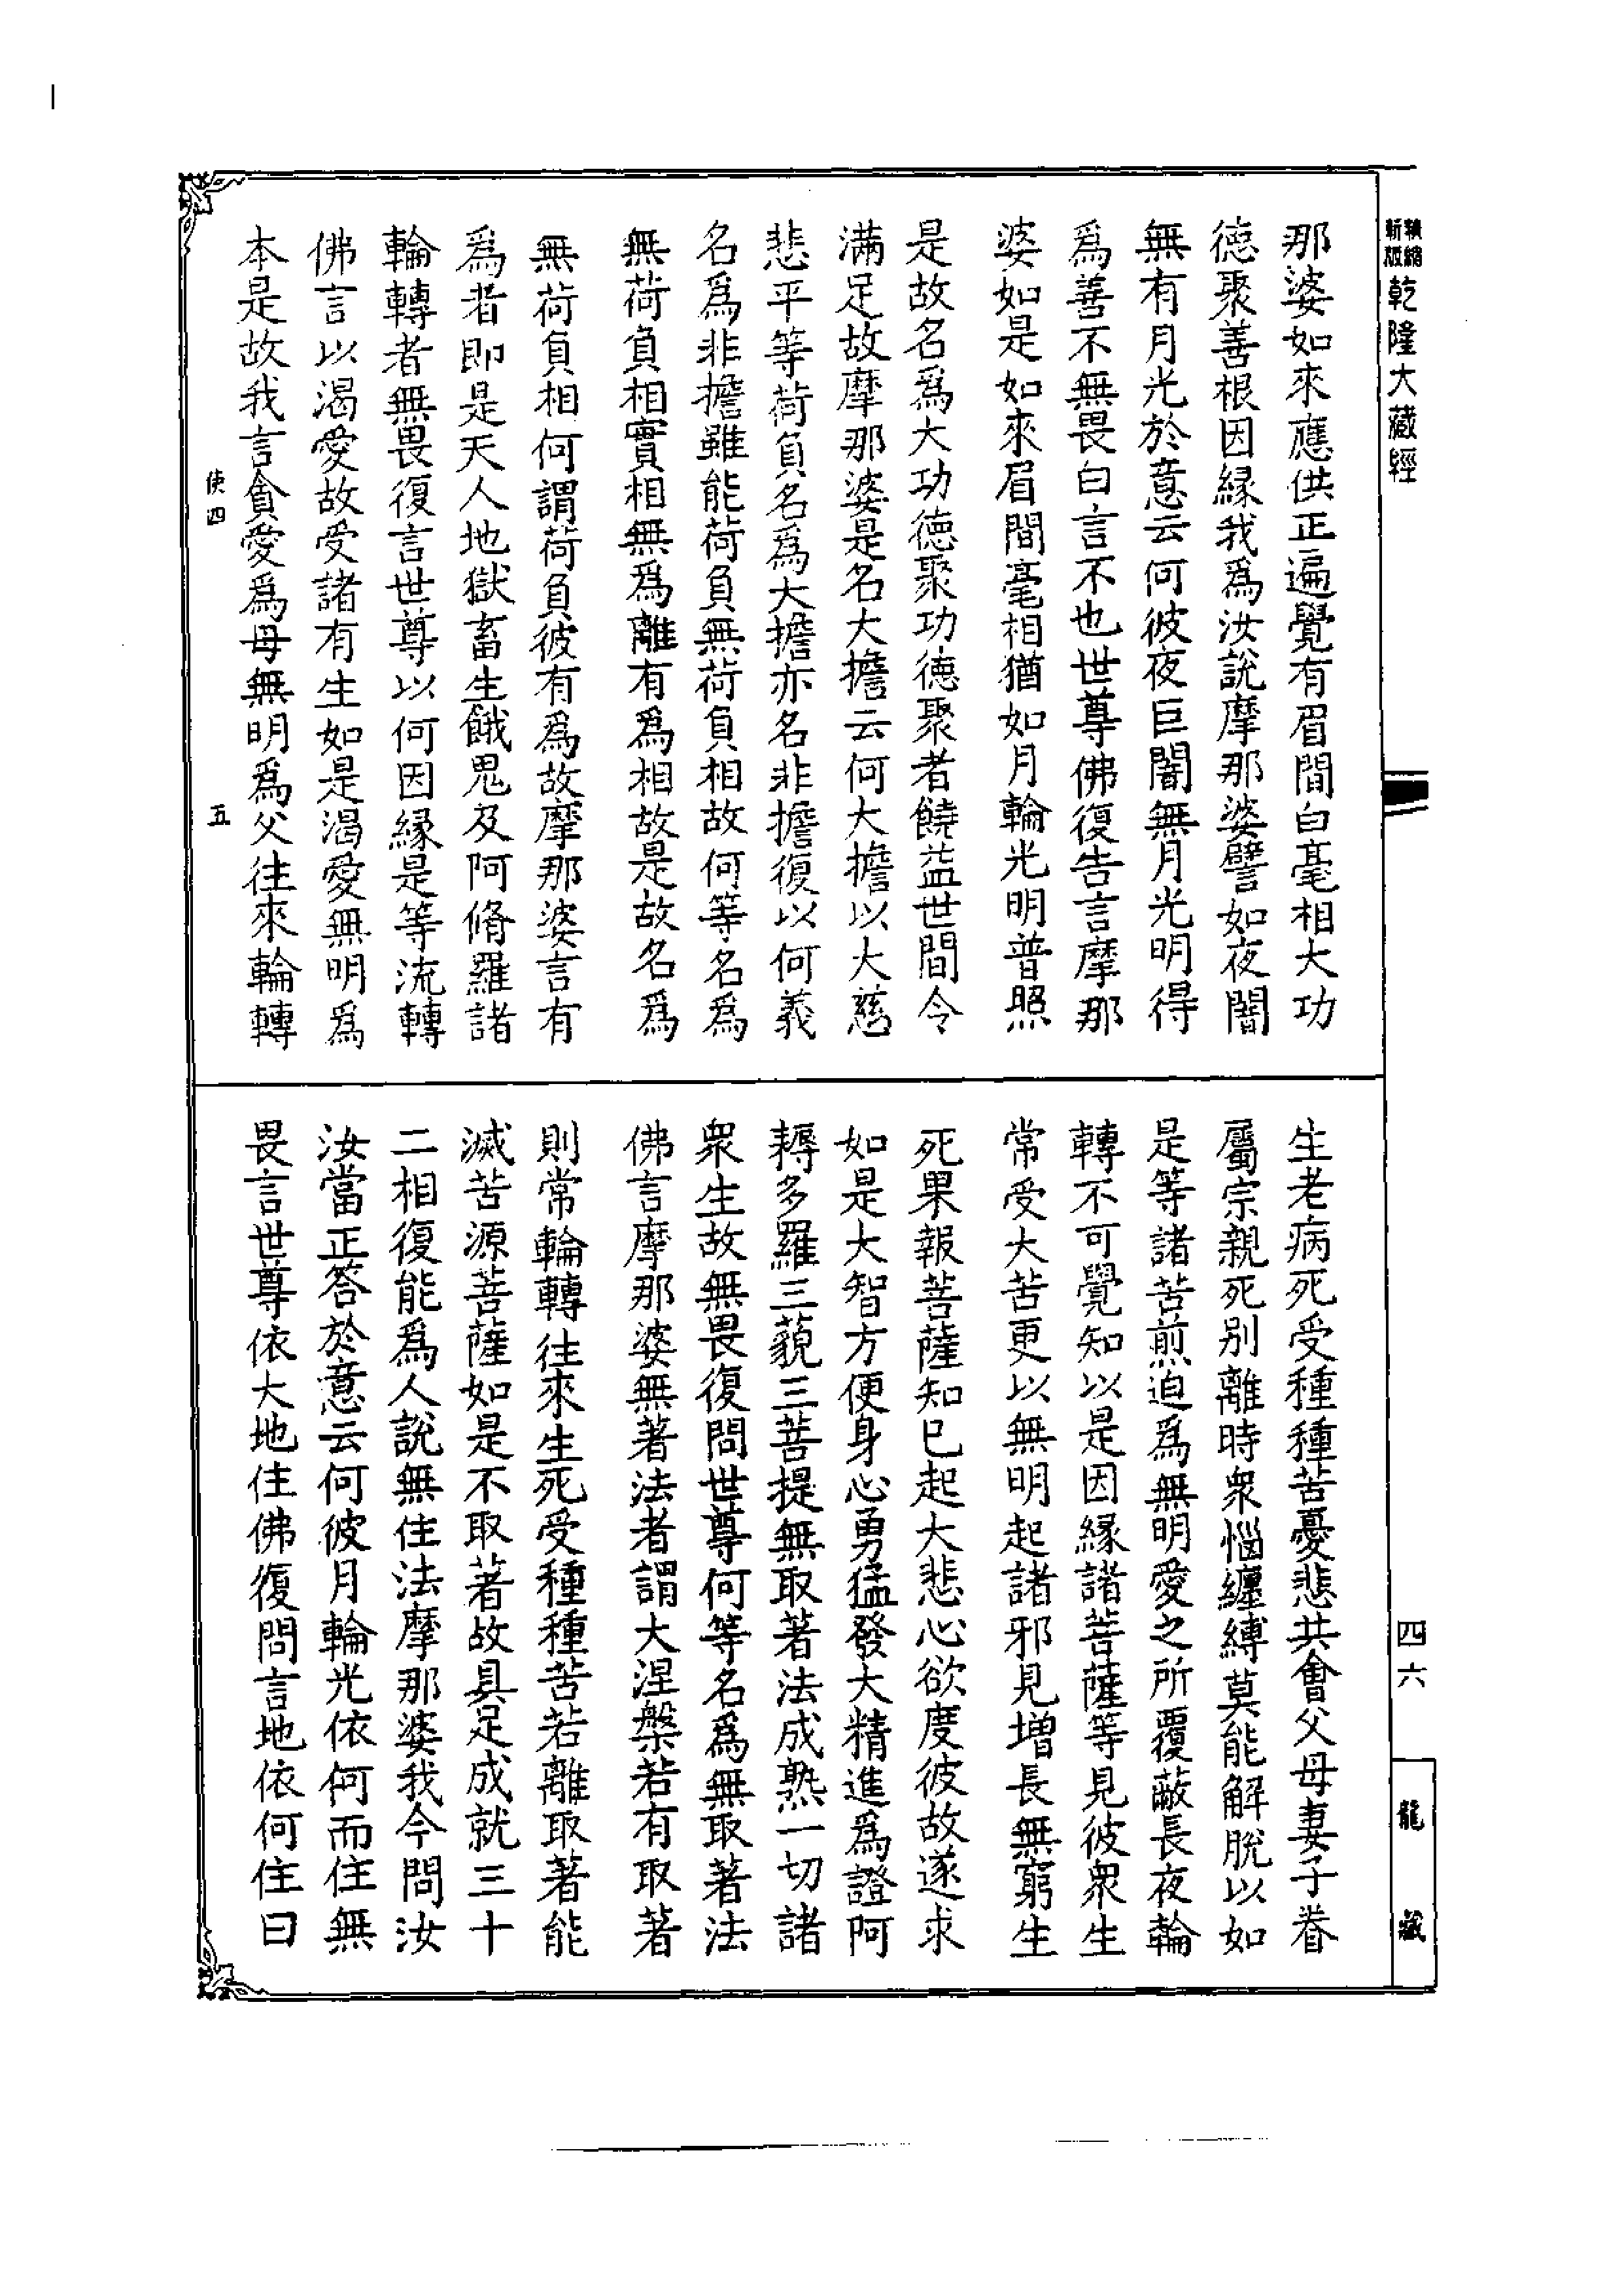 精縮新版乾隆大藏經
那婆如來應供正遍覺有眉間白毫相大功
德聚善根因緣我為汝說摩那婆譬如夜闇
無有月光於意云何彼夜巨闇無月光明得
為善不無畏白言不也世尊佛復告言摩那
婆如是如來眉間毫相猶如月輪光明普照
是故名為大功德聚功德聚者饒益世間令
滿足故摩那婆是名大擔云何大擔以大慈
悲平等荷負名為大擔亦名非擔復以何義
名為非擔雖能荷負無荷負相故何等名為
無荷負相實相無為離有為相故是故名為
無荷負相何謂荷負彼有為故摩那婆言有
為者即是天人地獄畜生餓鬼及阿脩羅諸
輪轉者無畏復言世尊以何因緣是等流轉
佛言以渴愛故受諸有生如是渴愛無明為
本是故我言貪愛為母無明為父往來輪轉
使四
五
生老病死受種種苦憂悲共會父母妻子眷
屬宗親死別離時眾惱纏縛莫能解脫以如
是等諸苦煎迫為無明愛之所覆蔽長夜輪
轉不可覺知以是因緣諸菩薩等見彼眾生
常受大苦更以無明起諸邪見增長無窮生
死果報菩薩知已起大悲心欲度彼故遂求
如是大智方便身心勇猛發大精進為證阿
耨多羅三藐三菩提無取著法成熟一切諸
眾生故無畏復問世尊何等名為無取著法
佛言摩那婆無著法者謂大涅槃若有取著
則常輪轉往來生死受種種苦若離取著能
滅苦源菩薩如是不取著故具足成就三十
二相復能為人說無住法摩那婆我今問汝
汝當正答於意云何彼月輪光依何而住無
畏言世尊依大地住佛復問言地依何住曰
四六
龍藏